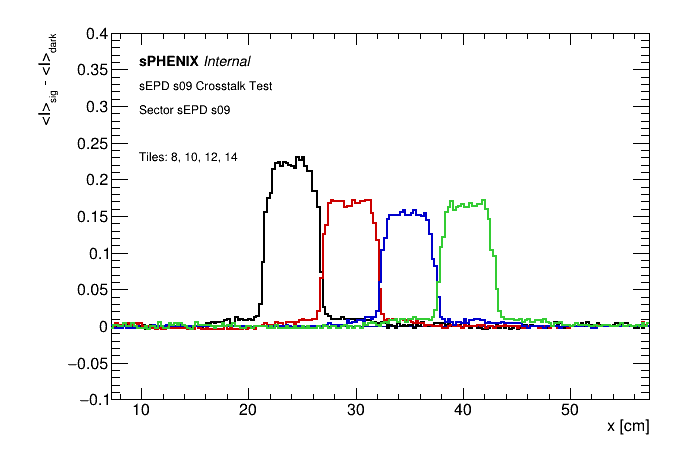 <I>sig - <I>dark
0.4
0.35
0.3
0.25
0.2
0.15
0.1
0.05
0
−0.05
−0.1
sPHENIX Internal
sEPD s09 Crosstalk Test
Sector sEPD s09
Tiles: 8, 10, 12, 14
10 20 30 40 50
x [cm]